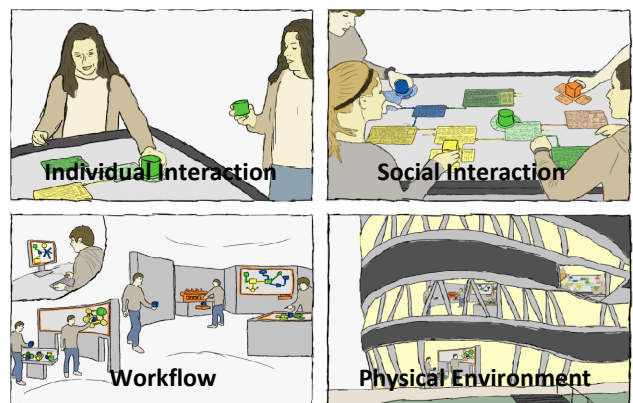 Individual Interaction
Social Interaction
Workflow
Physical Environment